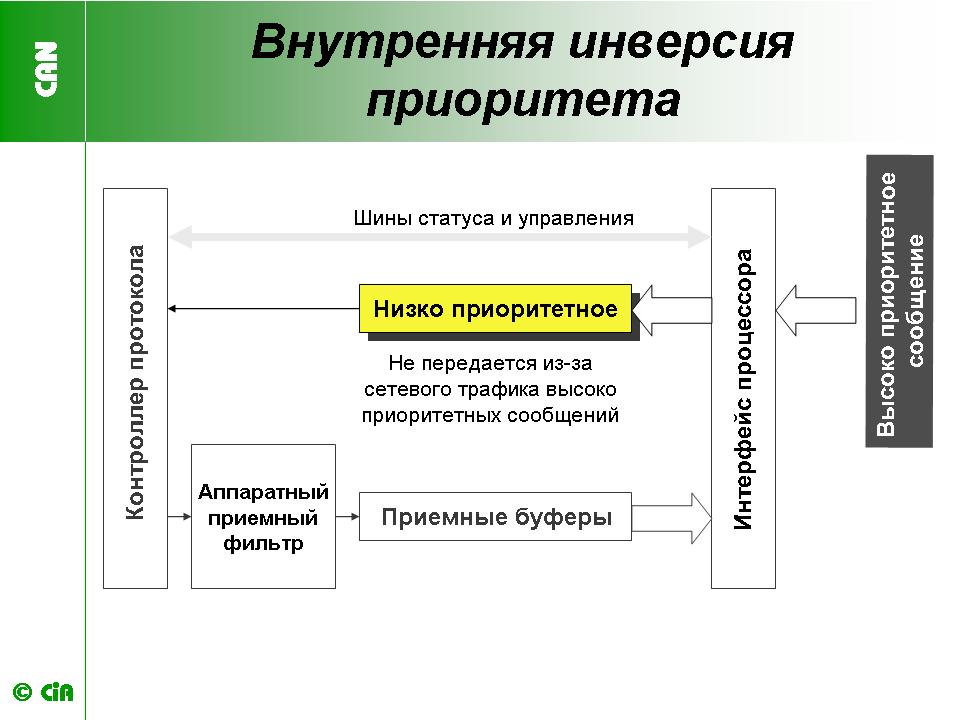 CAN
Внутренняя инверсия
приоритета
Шины статуса и управления
Контроллер протокола
Низко приоритетное
Не передается из-за
сетевого трафика высоко
приоритетных сообщений
Интерфейс процессора
Высоко приоритетное
сообщение
Аппаратный
приемный
фильтр
Приемные буферы
© CiA